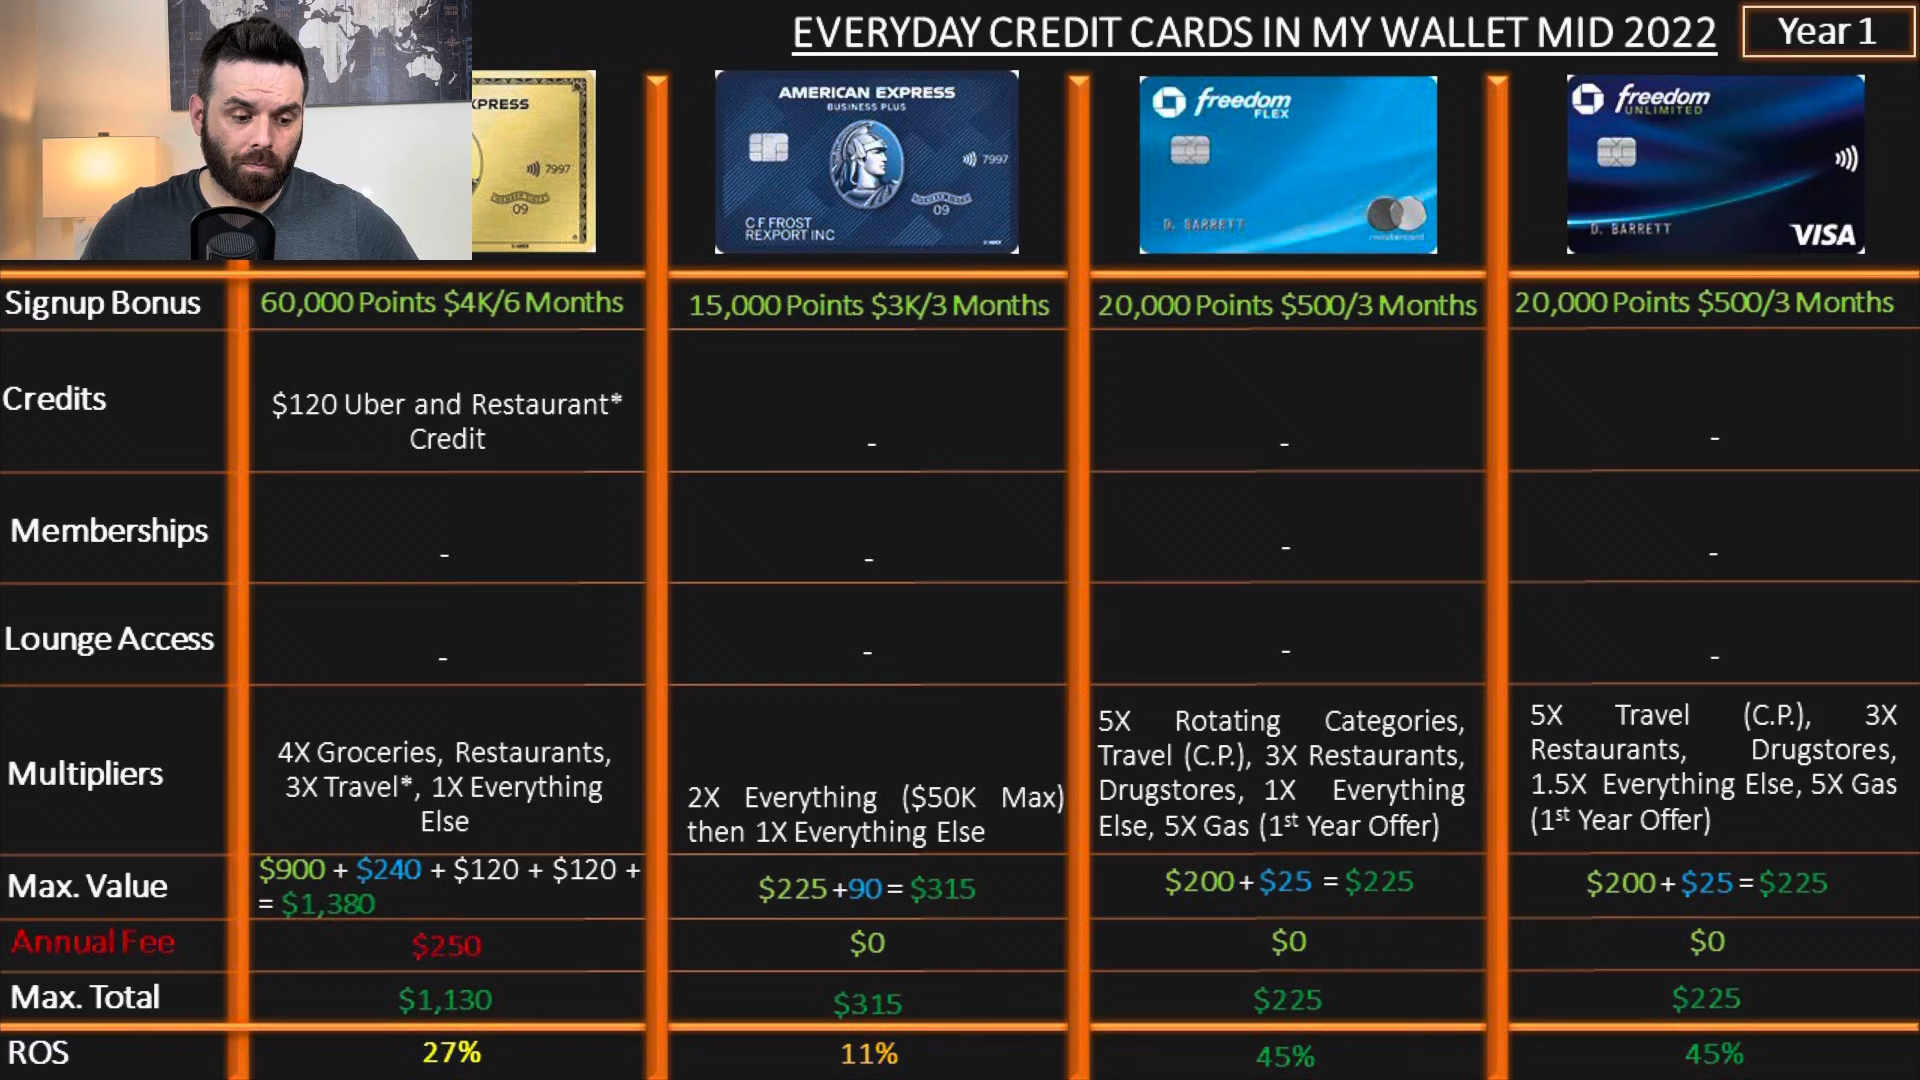 EVERYDAY CREDIT CARDS IN MY WALLET MID 2022
Year 1
XPRESS
7997
MEMBER SINCE
09
AMERICAN EXPRESS
BUSINESS PLUS
7997
MEMBER SINCE
09
C F FROST
REXPORT INC
AMEX
freedom
FLEX
D. BARRETT
mastercard
freedom
UNLIMITED
D. BARRETT
VISA
Signup Bonus
60,000 Points $4K/6 Months
15,000 Points $3K/3 Months
20,000 Points $500/3 Months
20,000 Points $500/3 Months
Credits
$120 Uber and Restaurant*
Credit
-
-
-
Memberships
-
-
-
-
Lounge Access
-
-
-
-
Multipliers
4X Groceries, Restaurants,
3X Travel*, 1X Everything
Else
2X Everything ($50K Max)
then 1X Everything Else
5X Rotating Categories,
Travel (C.P.), 3X Restaurants,
Drugstores, 1X Everything
Else, 5X Gas (1st Year Offer)
5X Travel (C.P.), 3X
Restaurants, Drugstores,
1.5X Everything Else, 5X Gas
(1st Year Offer)
Max. Value
$900 + $240 + $120 + $120 +
= $1,380
$225+90 = $315
$200+$25 = $225
$200+$25=$225
Annual Fee
$250
$0
$0
$0
Max. Total
$1,130
$315
$225
$225
ROS
27%
11%
45%
45%